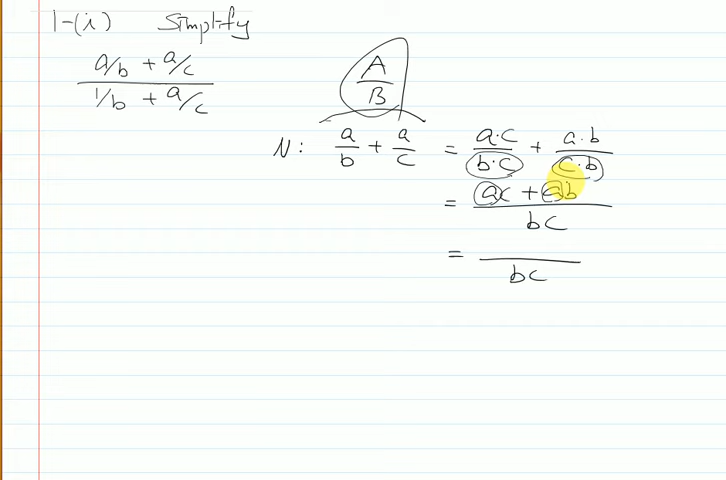 1-(i) Simplify
a/b + a/c
1/b + a/c
A
B
N: a/b + a/c = a·c/b·c + a·b/c·b
= ac + ab
bc
=
bc